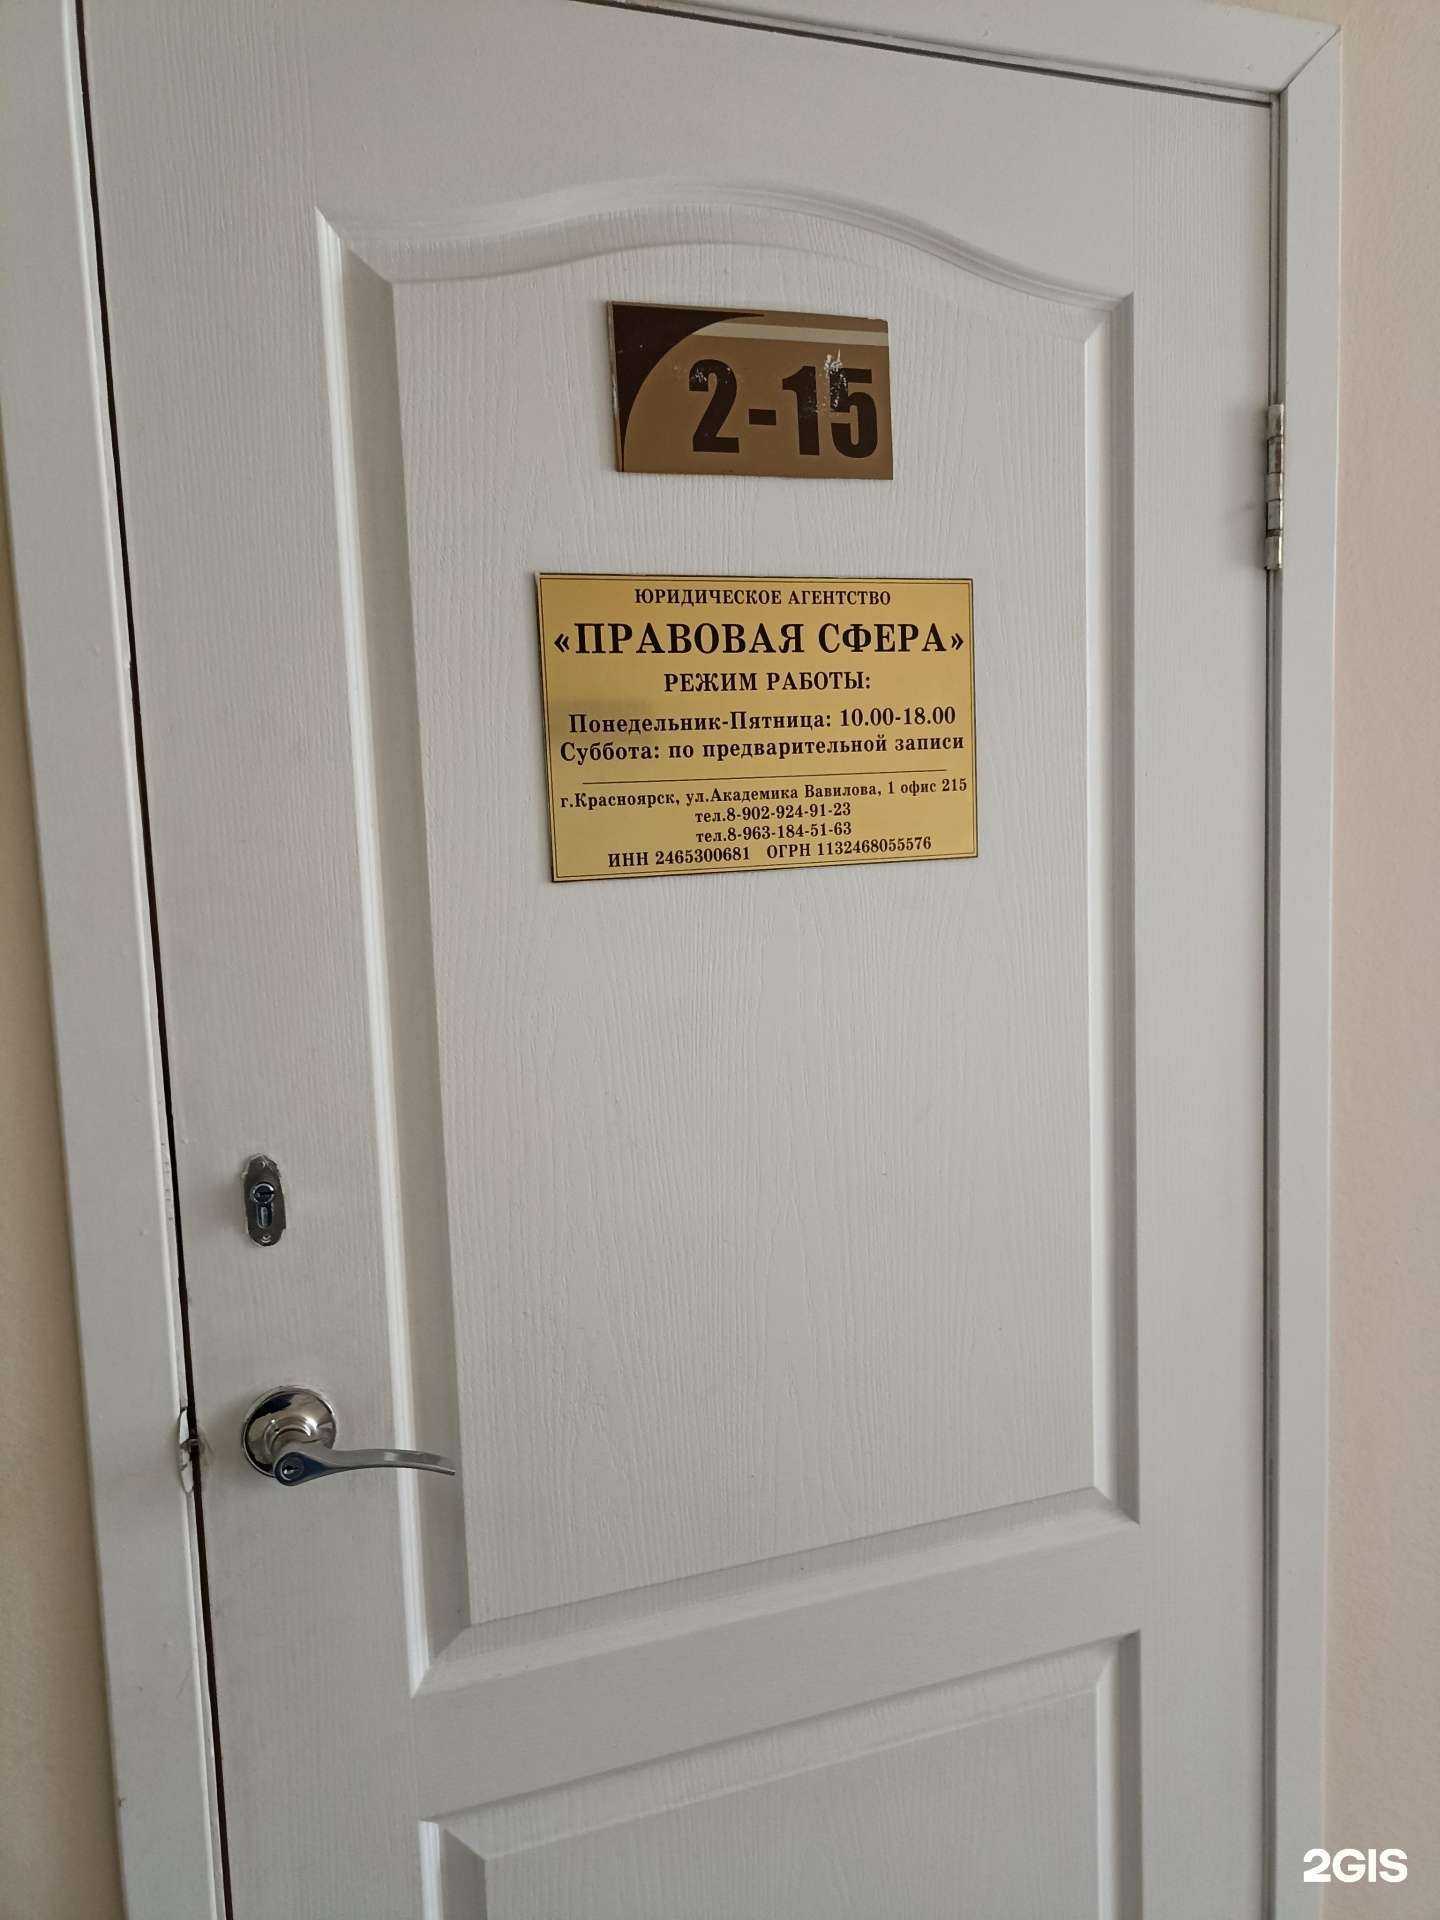 2-15
ЮРИДИЧЕСКОЕ АГЕНТСТВО
«ПРАВОВАЯ СФЕРА»
РЕЖИМ РАБОТЫ:
Понедельник-Пятница: 10.00-18.00
Суббота: по предварительной записи
г.Красноярск, ул.Академика Вавилова, 1 офис 215
тел.8-902-924-91-23
тел.8-963-184-51-63
ИНН 2465300681 ОГРН 1132468055576
2GIS